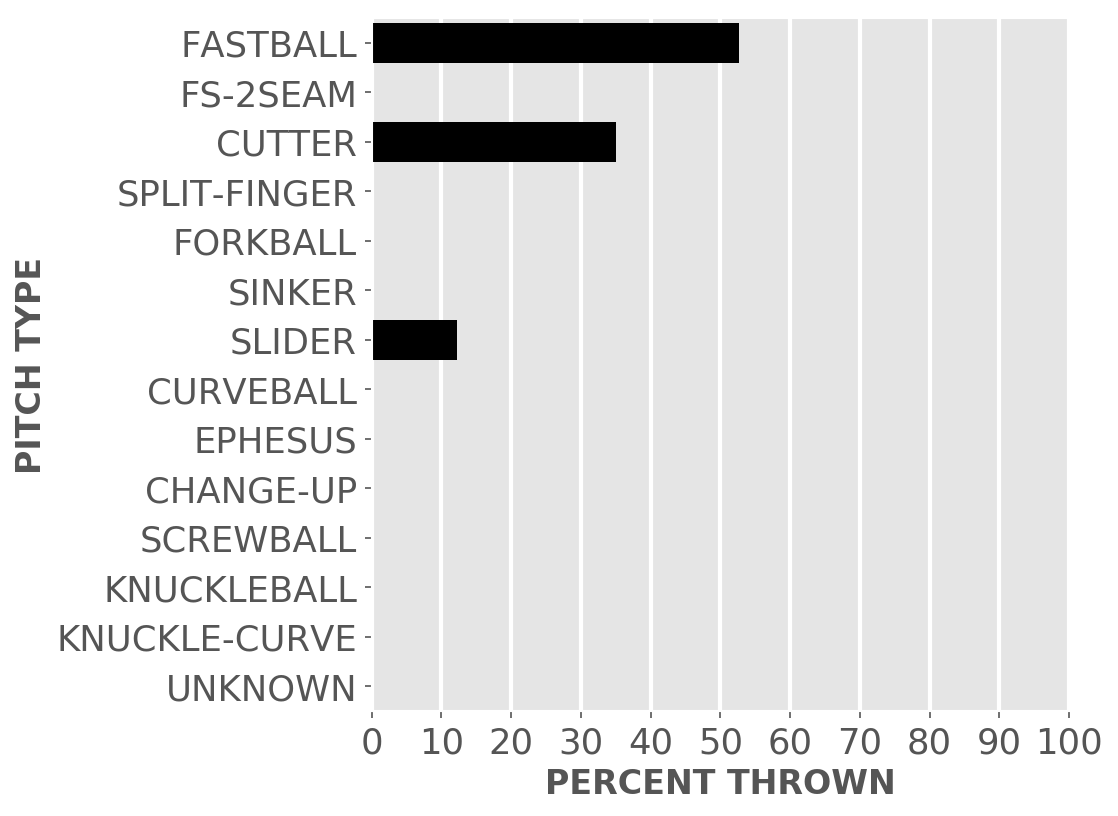 FASTBALL
FS-2SEAM
CUTTER
SPLIT-FINGER
FORKBALL
SINKER
SLIDER
CURVEBALL
EPHESUS
CHANGE-UP
SCREWBALL
KNUCKLEBALL
KNUCKLE-CURVE
UNKNOWN
PITCH TYPE
0 10 20 30 40 50 60 70 80 90 100
PERCENT THROWN